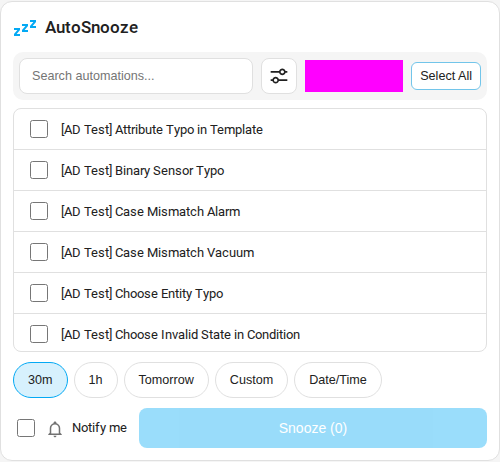 AutoSnooze
Search automations...
Select All
[AD Test] Attribute Typo in Template
[AD Test] Binary Sensor Typo
[AD Test] Case Mismatch Alarm
[AD Test] Case Mismatch Vacuum
[AD Test] Choose Entity Typo
[AD Test] Choose Invalid State in Condition
30m 1h Tomorrow Custom Date/Time
Notify me Snooze (0)